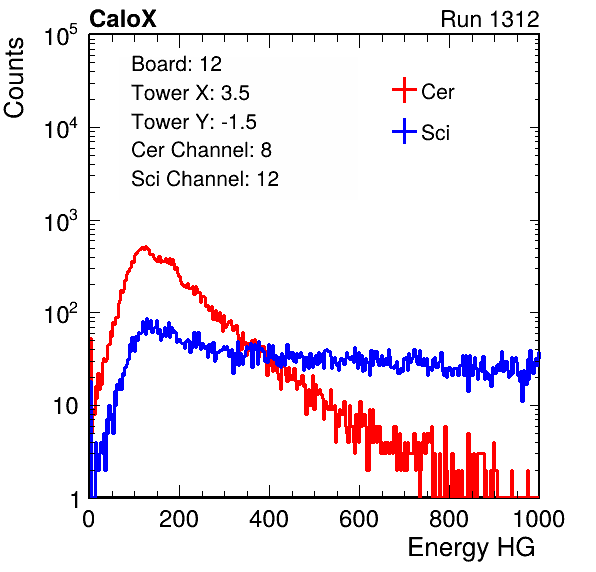 CaloX Run 1312
Counts
10^5
10^4
10^3
10^2
10
1
Board: 12
Tower X: 3.5
Tower Y: -1.5
Cer Channel: 8
Sci Channel: 12
Cer
Sci
0 200 400 600 800 1000
Energy HG